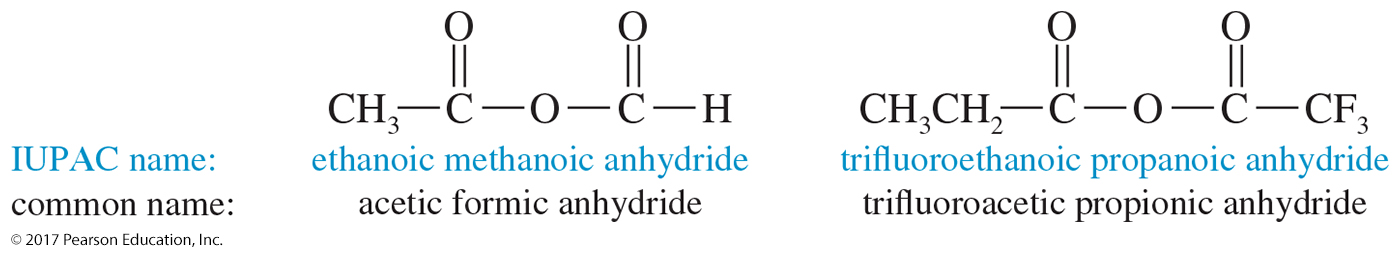 O O O O
CH₃—C—O—C—H CH₃CH₂—C—O—C—CF₃
IUPAC name: ethanoic methanoic anhydride trifluoroethanoic propanoic anhydride
common name: acetic formic anhydride trifluoroacetic propionic anhydride
© 2017 Pearson Education, Inc.